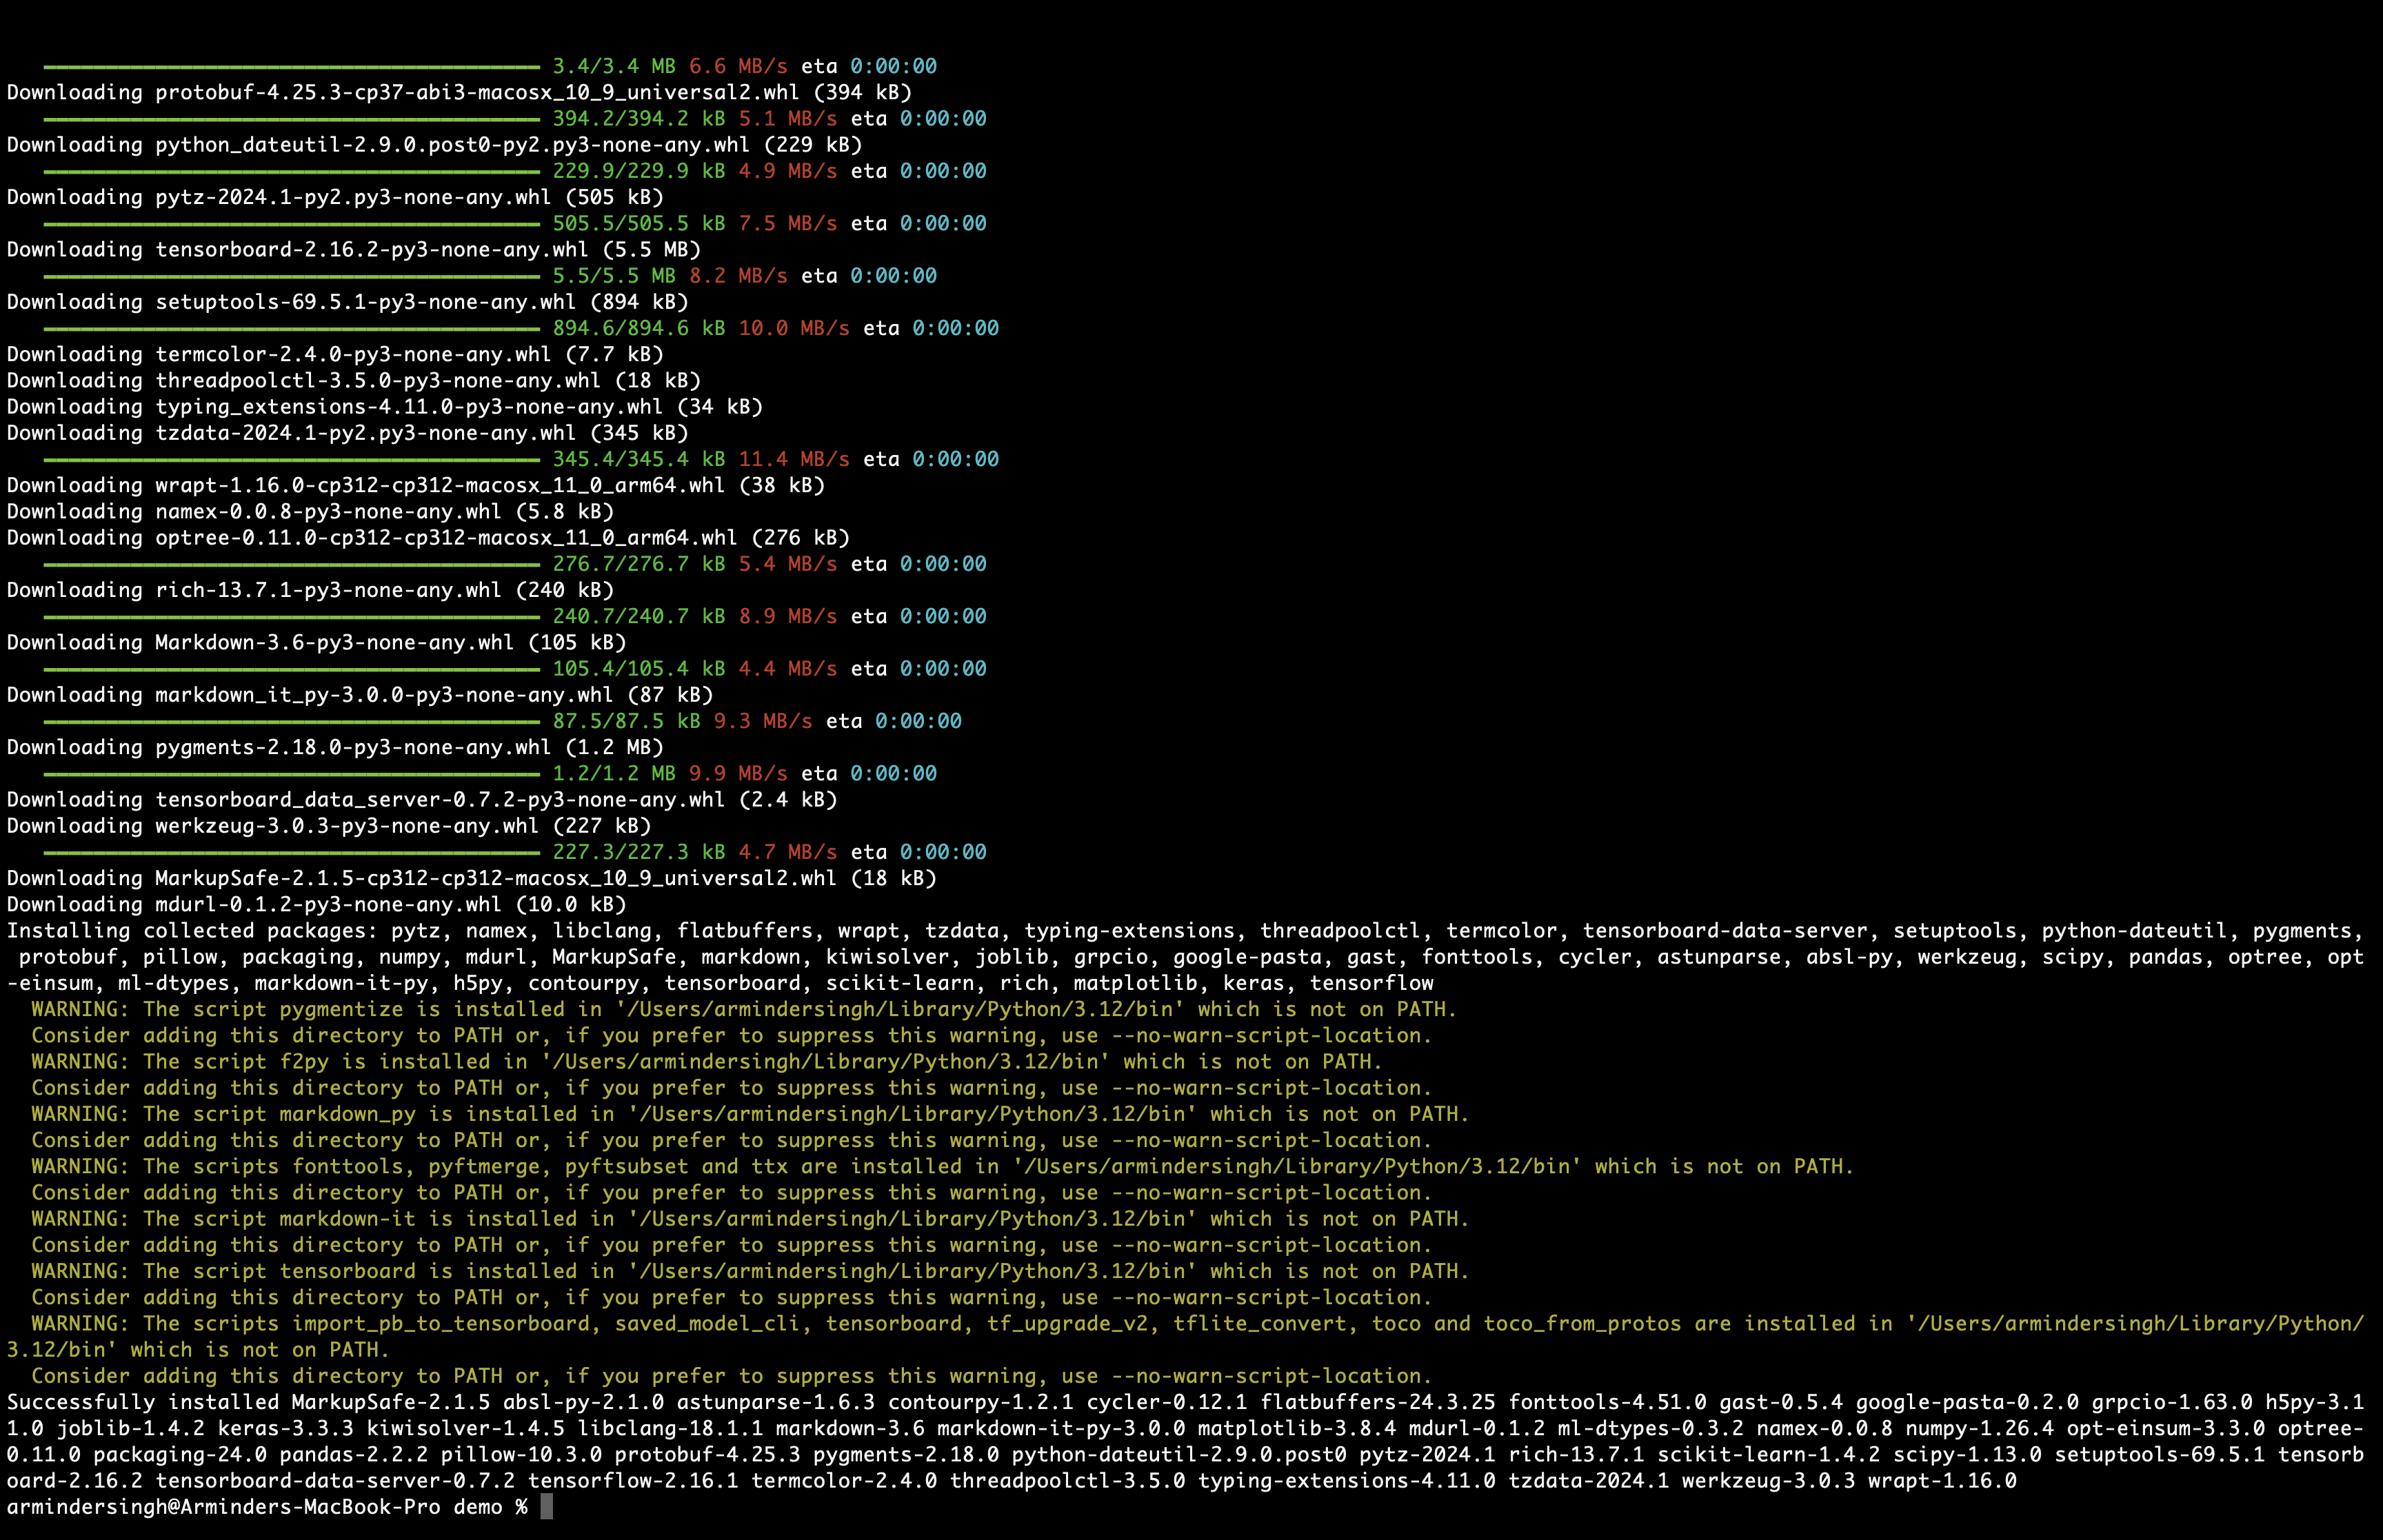 3.4/3.4 MB 6.6 MB/s eta 0:00:00
Downloading protobuf-4.25.3-cp37-abi3-macosx_10_9_universal2.whl (394 kB)
394.2/394.2 kB 5.1 MB/s eta 0:00:00
Downloading python_dateutil-2.9.0.post0-py2.py3-none-any.whl (229 kB)
229.9/229.9 kB 4.9 MB/s eta 0:00:00
Downloading pytz-2024.1-py2.py3-none-any.whl (505 kB)
505.5/505.5 kB 7.5 MB/s eta 0:00:00
Downloading tensorboard-2.16.2-py3-none-any.whl (5.5 MB)
5.5/5.5 MB 8.2 MB/s eta 0:00:00
Downloading setuptools-69.5.1-py3-none-any.whl (894 kB)
894.6/894.6 kB 10.0 MB/s eta 0:00:00
Downloading termcolor-2.4.0-py3-none-any.whl (7.7 kB)
Downloading threadpoolctl-3.5.0-py3-none-any.whl (18 kB)
Downloading typing_extensions-4.11.0-py3-none-any.whl (34 kB)
Downloading tzdata-2024.1-py2.py3-none-any.whl (345 kB)
345.4/345.4 kB 11.4 MB/s eta 0:00:00
Downloading wrapt-1.16.0-cp312-cp312-macosx_11_0_arm64.whl (38 kB)
Downloading namex-0.0.8-py3-none-any.whl (5.8 kB)
Downloading optree-0.11.0-cp312-cp312-macosx_11_0_arm64.whl (276 kB)
276.7/276.7 kB 5.4 MB/s eta 0:00:00
Downloading rich-13.7.1-py3-none-any.whl (240 kB)
240.7/240.7 kB 8.9 MB/s eta 0:00:00
Downloading Markdown-3.6-py3-none-any.whl (105 kB)
105.4/105.4 kB 4.4 MB/s eta 0:00:00
Downloading markdown_it_py-3.0.0-py3-none-any.whl (87 kB)
87.5/87.5 kB 9.3 MB/s eta 0:00:00
Downloading pygments-2.18.0-py3-none-any.whl (1.2 MB)
1.2/1.2 MB 9.9 MB/s eta 0:00:00
Downloading tensorboard_data_server-0.7.2-py3-none-any.whl (2.4 kB)
Downloading werkzeug-3.0.3-py3-none-any.whl (227 kB)
227.3/227.3 kB 4.7 MB/s eta 0:00:00
Downloading MarkupSafe-2.1.5-cp312-cp312-macosx_10_9_universal2.whl (18 kB)
Downloading mdurl-0.1.2-py3-none-any.whl (10.0 kB)
Installing collected packages: pytz, namex, libclang, flatbuffers, wrapt, tzdata, typing-extensions, threadpoolctl, termcolor, tensorboard-data-server, setuptools, python-dateutil, pygments,
protobuf, pillow, packaging, numpy, mdurl, MarkupSafe, markdown, kiwisolver, joblib, grpcio, google-pasta, gast, fonttools, cycler, astunparse, absl-py, werkzeug, scipy, pandas, optree, opt
-einsum, ml-dtypes, markdown-it-py, h5py, contourpy, tensorboard, scikit-learn, rich, matplotlib, keras, tensorflow
WARNING: The script pygmentize is installed in '/Users/armindersingh/Library/Python/3.12/bin' which is not on PATH.
Consider adding this directory to PATH or, if you prefer to suppress this warning, use --no-warn-script-location.
WARNING: The script f2py is installed in '/Users/armindersingh/Library/Python/3.12/bin' which is not on PATH.
Consider adding this directory to PATH or, if you prefer to suppress this warning, use --no-warn-script-location.
WARNING: The script markdown_py is installed in '/Users/armindersingh/Library/Python/3.12/bin' which is not on PATH.
Consider adding this directory to PATH or, if you prefer to suppress this warning, use --no-warn-script-location.
WARNING: The scripts fonttools, pyftmerge, pyftsubset and ttx are installed in '/Users/armindersingh/Library/Python/3.12/bin' which is not on PATH.
Consider adding this directory to PATH or, if you prefer to suppress this warning, use --no-warn-script-location.
WARNING: The script markdown-it is installed in '/Users/armindersingh/Library/Python/3.12/bin' which is not on PATH.
Consider adding this directory to PATH or, if you prefer to suppress this warning, use --no-warn-script-location.
WARNING: The script tensorboard is installed in '/Users/armindersingh/Library/Python/3.12/bin' which is not on PATH.
Consider adding this directory to PATH or, if you prefer to suppress this warning, use --no-warn-script-location.
WARNING: The scripts import_pb_to_tensorboard, saved_model_cli, tensorboard, tf_upgrade_v2, tflite_convert, toco and toco_from_protos are installed in '/Users/armindersingh/Library/Python/
3.12/bin' which is not on PATH.
Consider adding this directory to PATH or, if you prefer to suppress this warning, use --no-warn-script-location.
Successfully installed MarkupSafe-2.1.5 absl-py-2.1.0 astunparse-1.6.3 contourpy-1.2.1 cycler-0.12.1 flatbuffers-24.3.25 fonttools-4.51.0 gast-0.5.4 google-pasta-0.2.0 grpcio-1.63.0 h5py-3.1
1.0 joblib-1.4.2 keras-3.3.3 kiwisolver-1.4.5 libclang-18.1.1 markdown-3.6 markdown-it-py-3.0.0 matplotlib-3.8.4 mdurl-0.1.2 ml-dtypes-0.3.2 namex-0.0.8 numpy-1.26.4 opt-einsum-3.3.0 optree-
0.11.0 packaging-24.0 pandas-2.2.2 pillow-10.3.0 protobuf-4.25.3 pygments-2.18.0 python-dateutil-2.9.0.post0 pytz-2024.1 rich-13.7.1 scikit-learn-1.4.2 scipy-1.13.0 setuptools-69.5.1 tensorb
oard-2.16.2 tensorboard-data-server-0.7.2 tensorflow-2.16.1 termcolor-2.4.0 threadpoolctl-3.5.0 typing-extensions-4.11.0 tzdata-2024.1 werkzeug-3.0.3 wrapt-1.16.0
armindersingh@Arminders-MacBook-Pro demo %